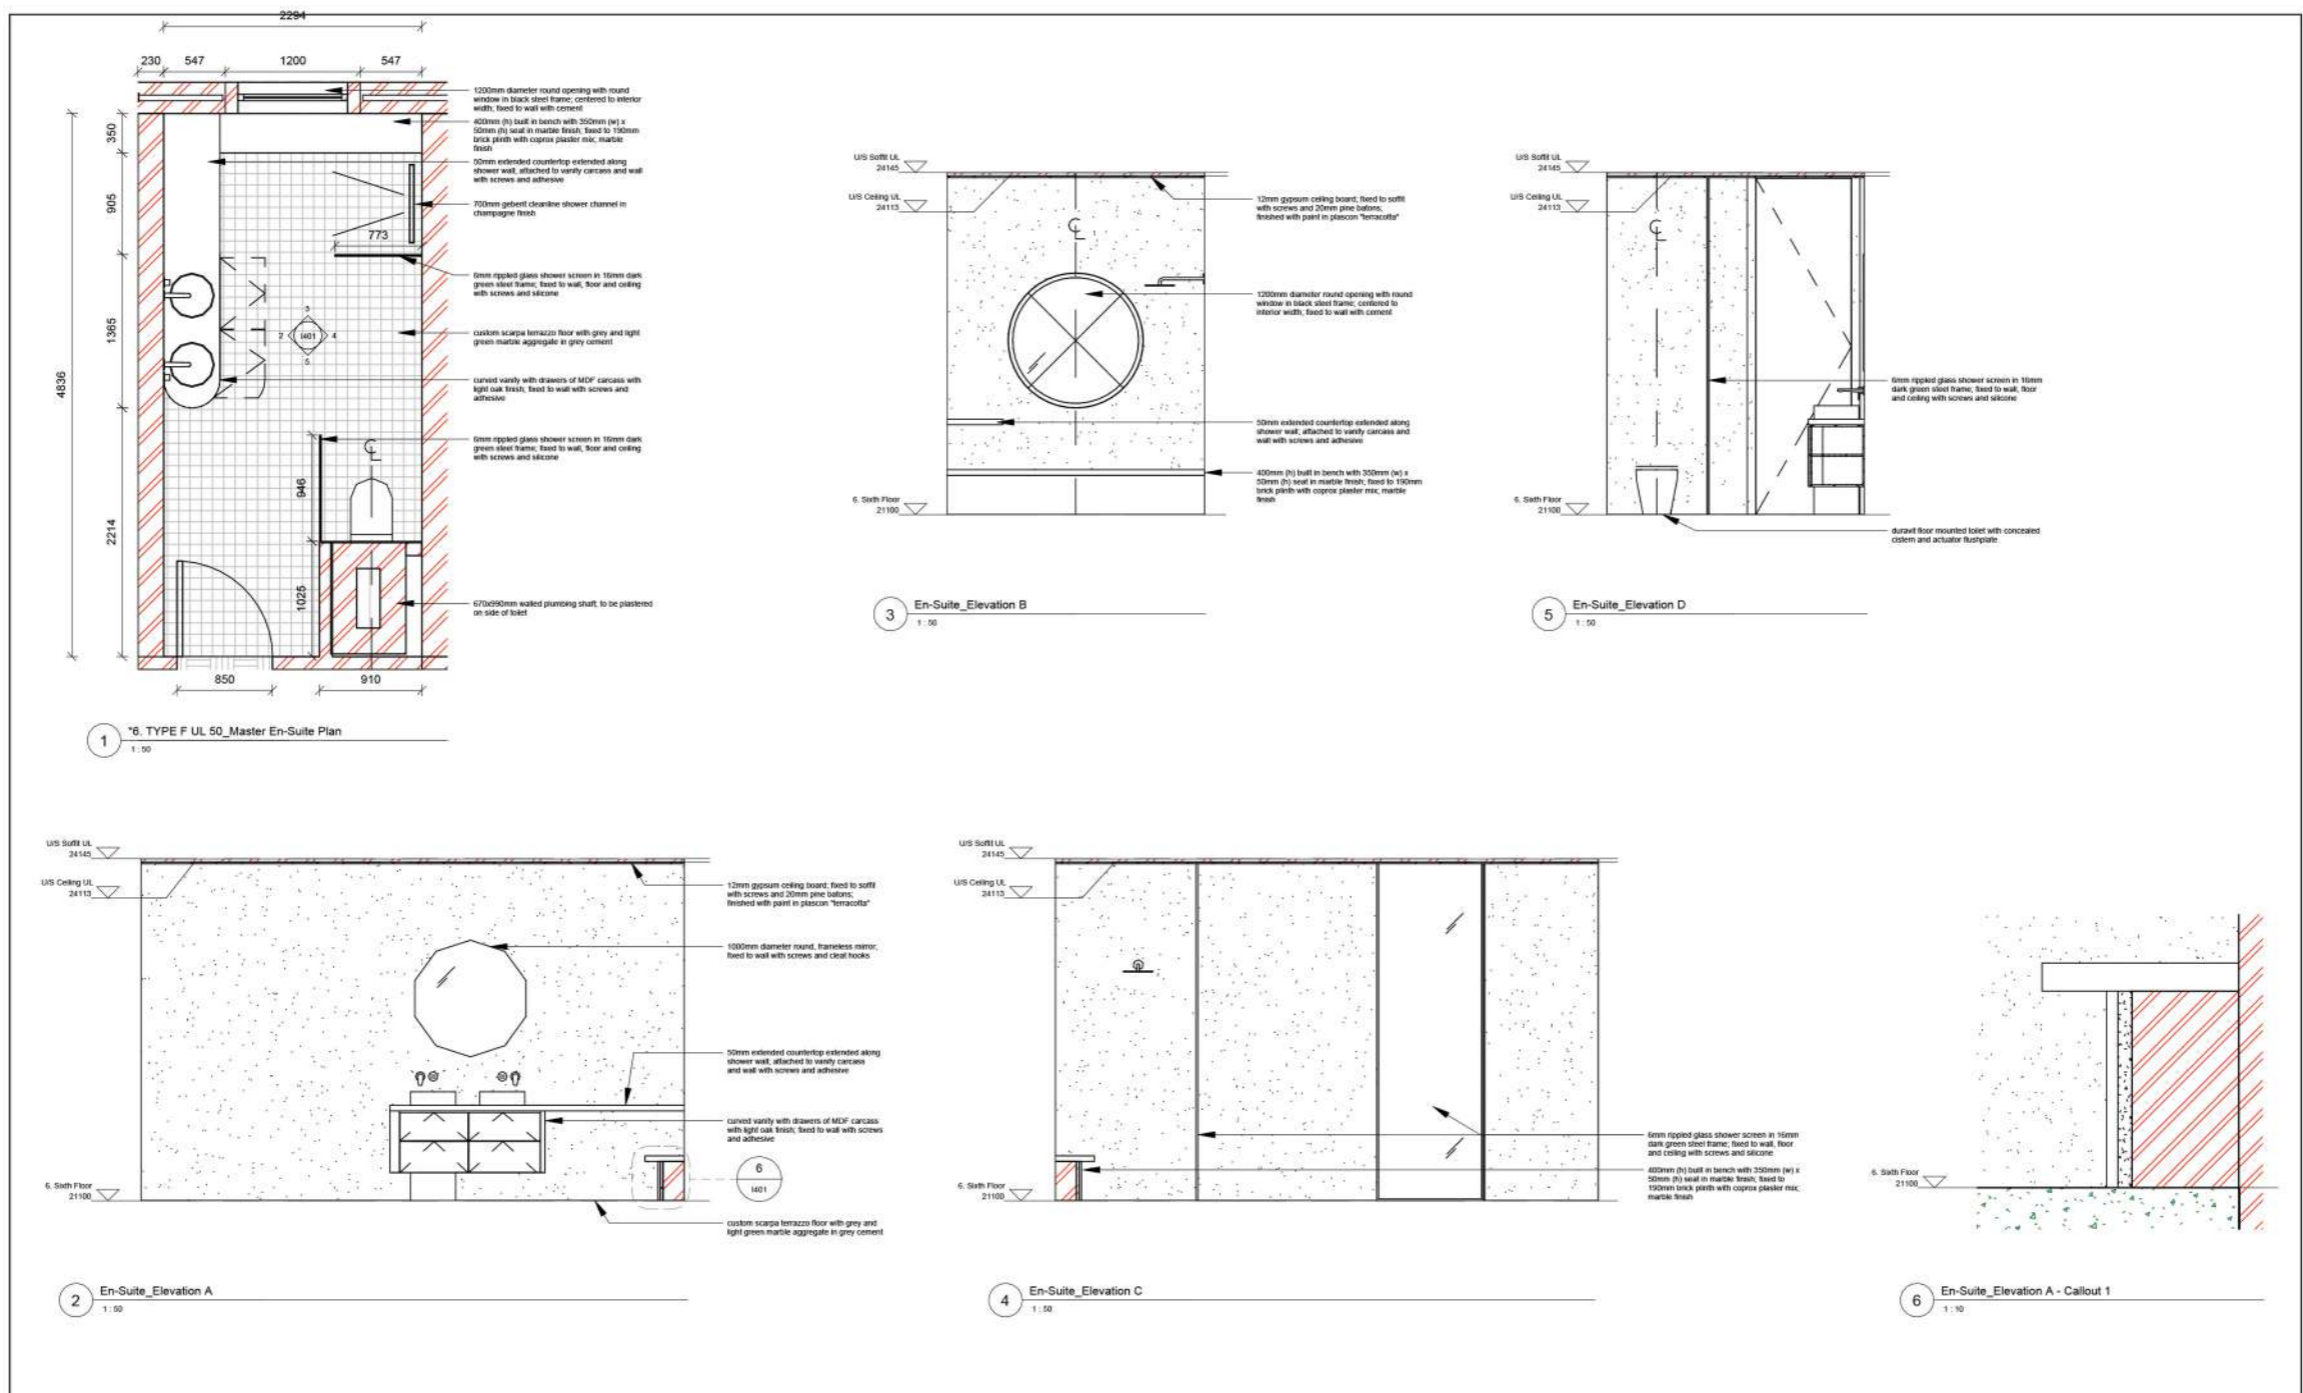 2294
230 547 1200 547
1200mm diameter round opening with round
window in black steel frame; centered to interior
width; fixed to wall with cement
400mm (h) built in bench with 350mm (w) x
50mm (h) seat in marble finish; fixed to 190mm
brick plinth with coprox plaster mix; marble
finish
50mm extended countertop extended along
shower wall; attached to vanity carcass and wall
with screws and adhesive
700mm geberit cleanline shower channel in
champagne finish
6mm rippled glass shower screen in 16mm dark
green steel frame; fixed to wall, floor and ceiling
with screws and silicone
custom scarpa terrazzo floor with grey and light
green marble aggregate in grey cement
curved vanity with drawers of MDF carcass with
light oak finish; fixed to wall with screws and
adhesive
6mm rippled glass shower screen in 16mm dark
green steel frame; fixed to wall, floor and ceiling
with screws and silicone
670x990mm walled plumbing shaft; to be plastered
on side of toilet
350
905
1365
2214
4836
773
3
2 I401 4
5
946
1025
850
910
1 *6. TYPE F UL 50_Master En-Suite Plan
1 : 50
U/S Soffit UL
24145
U/S Ceiling UL
24113
6. Sixth Floor
21100
12mm gypsum ceiling board; fixed to soffit
with screws and 20mm pine batons;
finished with paint in plascon "terracotta"
1200mm diameter round opening with round
window in black steel frame; centered to
interior width; fixed to wall with cement
50mm extended countertop extended along
shower wall; attached to vanity carcass and
wall with screws and adhesive
400mm (h) built in bench with 350mm (w) x
50mm (h) seat in marble finish; fixed to 190mm
brick plinth with coprox plaster mix; marble
finish
3 En-Suite_Elevation B
1 : 50
U/S Soffit UL
24145
U/S Ceiling UL
24113
6. Sixth Floor
21100
6mm rippled glass shower screen in 16mm
dark green steel frame; fixed to wall, floor
and ceiling with screws and silicone
duravit floor mounted toilet with concealed
cistern and actuator flushplate
5 En-Suite_Elevation D
1 : 50
U/S Soffit UL
24145
U/S Ceiling UL
24113
6. Sixth Floor
21100
12mm gypsum ceiling board; fixed to soffit
with screws and 20mm pine batons;
finished with paint in plascon "terracotta"
1000mm diameter round, frameless mirror;
fixed to wall with screws and cleat hooks
50mm extended countertop extended along
shower wall; attached to vanity carcass
and wall with screws and adhesive
curved vanity with drawers of MDF carcass
with light oak finish; fixed to wall with screws
and adhesive
6
I401
custom scarpa terrazzo floor with grey and
light green marble aggregate in grey cement
2 En-Suite_Elevation A
1 : 50
U/S Soffit UL
24145
U/S Ceiling UL
24113
6. Sixth Floor
21100
6mm rippled glass shower screen in 16mm
dark green steel frame; fixed to wall, floor
and ceiling with screws and silicone
400mm (h) built in bench with 350mm (w) x
50mm (h) seat in marble finish; fixed to
190mm brick plinth with coprox plaster mix;
marble finish
4 En-Suite_Elevation C
1 : 50
6. Sixth Floor
21100
6 En-Suite_Elevation A - Callout 1
1 : 10